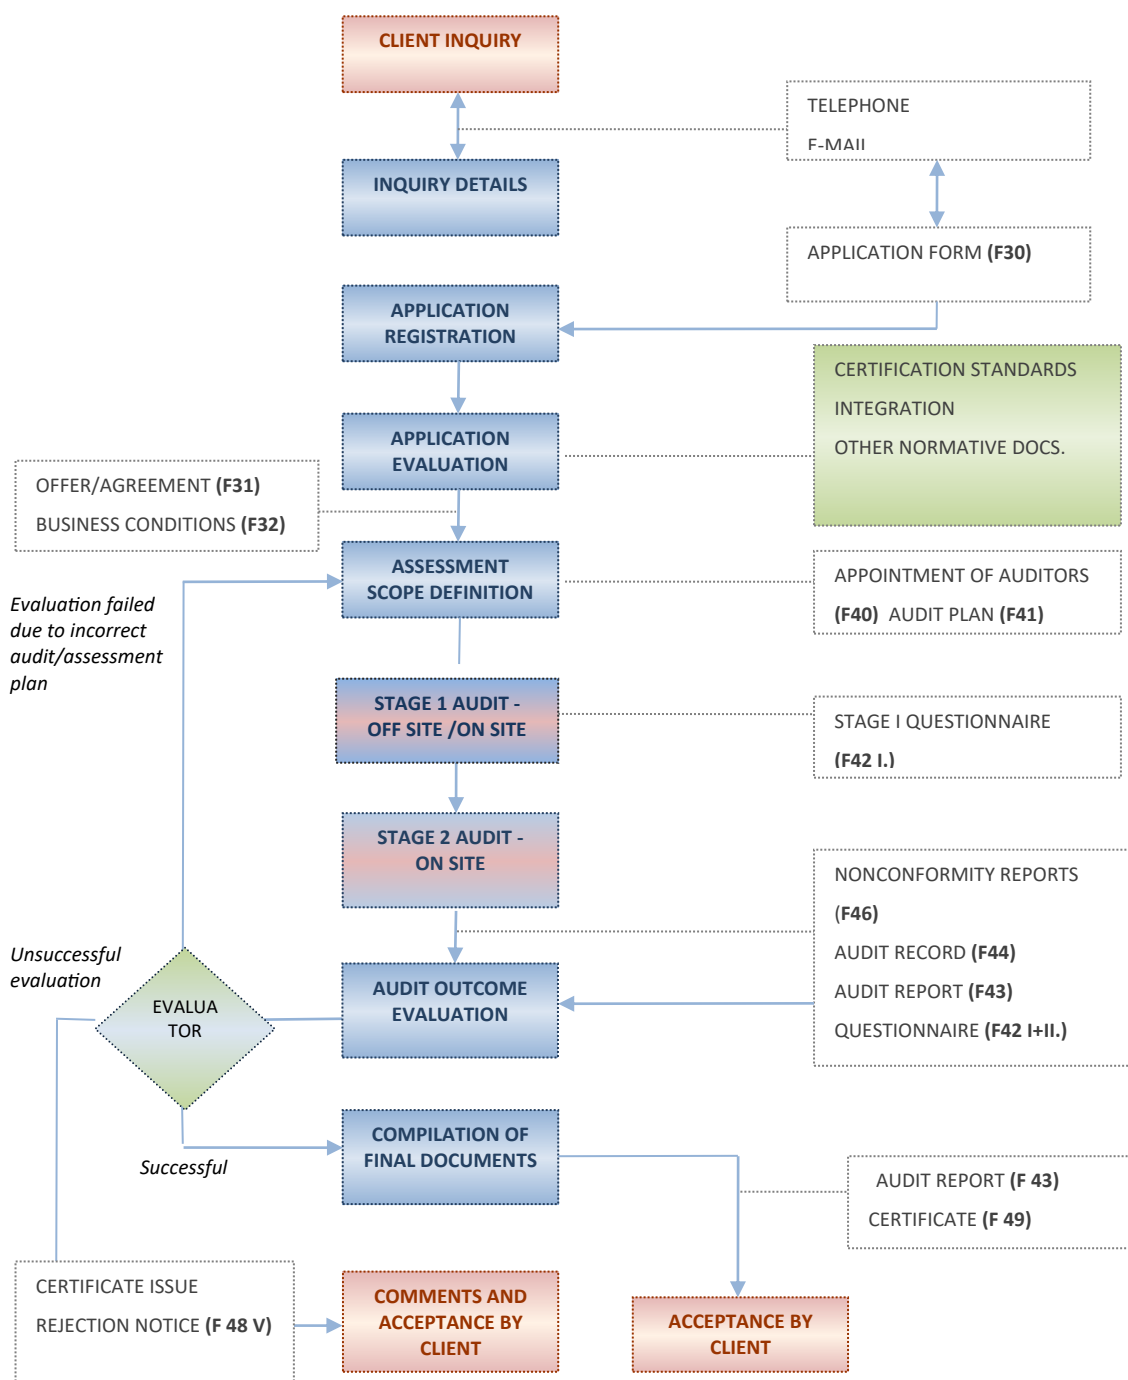 CLIENT INQUIRY
TELEPHONE
E-MAIL
INQUIRY DETAILS
APPLICATION FORM (F30)
APPLICATION
REGISTRATION
CERTIFICATION STANDARDS
INTEGRATION
OTHER NORMATIVE DOCS.
APPLICATION
EVALUATION
OFFER/AGREEMENT (F31)
BUSINESS CONDITIONS (F32)
ASSESSMENT
SCOPE DEFINITION
APPOINTMENT OF AUDITORS
(F40) AUDIT PLAN (F41)
Evaluation failed
due to incorrect
audit/assessment
plan
STAGE 1 AUDIT -
OFF SITE /ON SITE
STAGE I QUESTIONNAIRE
(F42 I.)
STAGE 2 AUDIT -
ON SITE
NONCONFORMITY REPORTS
(F46)
AUDIT RECORD (F44)
AUDIT REPORT (F43)
QUESTIONNAIRE (F42 I+II.)
Unsuccessful
evaluation
AUDIT OUTCOME
EVALUATION
EVALUA
TOR
COMPILATION OF
FINAL DOCUMENTS
Successful
AUDIT REPORT (F 43)
CERTIFICATE (F 49)
CERTIFICATE ISSUE
REJECTION NOTICE (F 48 V)
COMMENTS AND
ACCEPTANCE BY
CLIENT
ACCEPTANCE BY
CLIENT